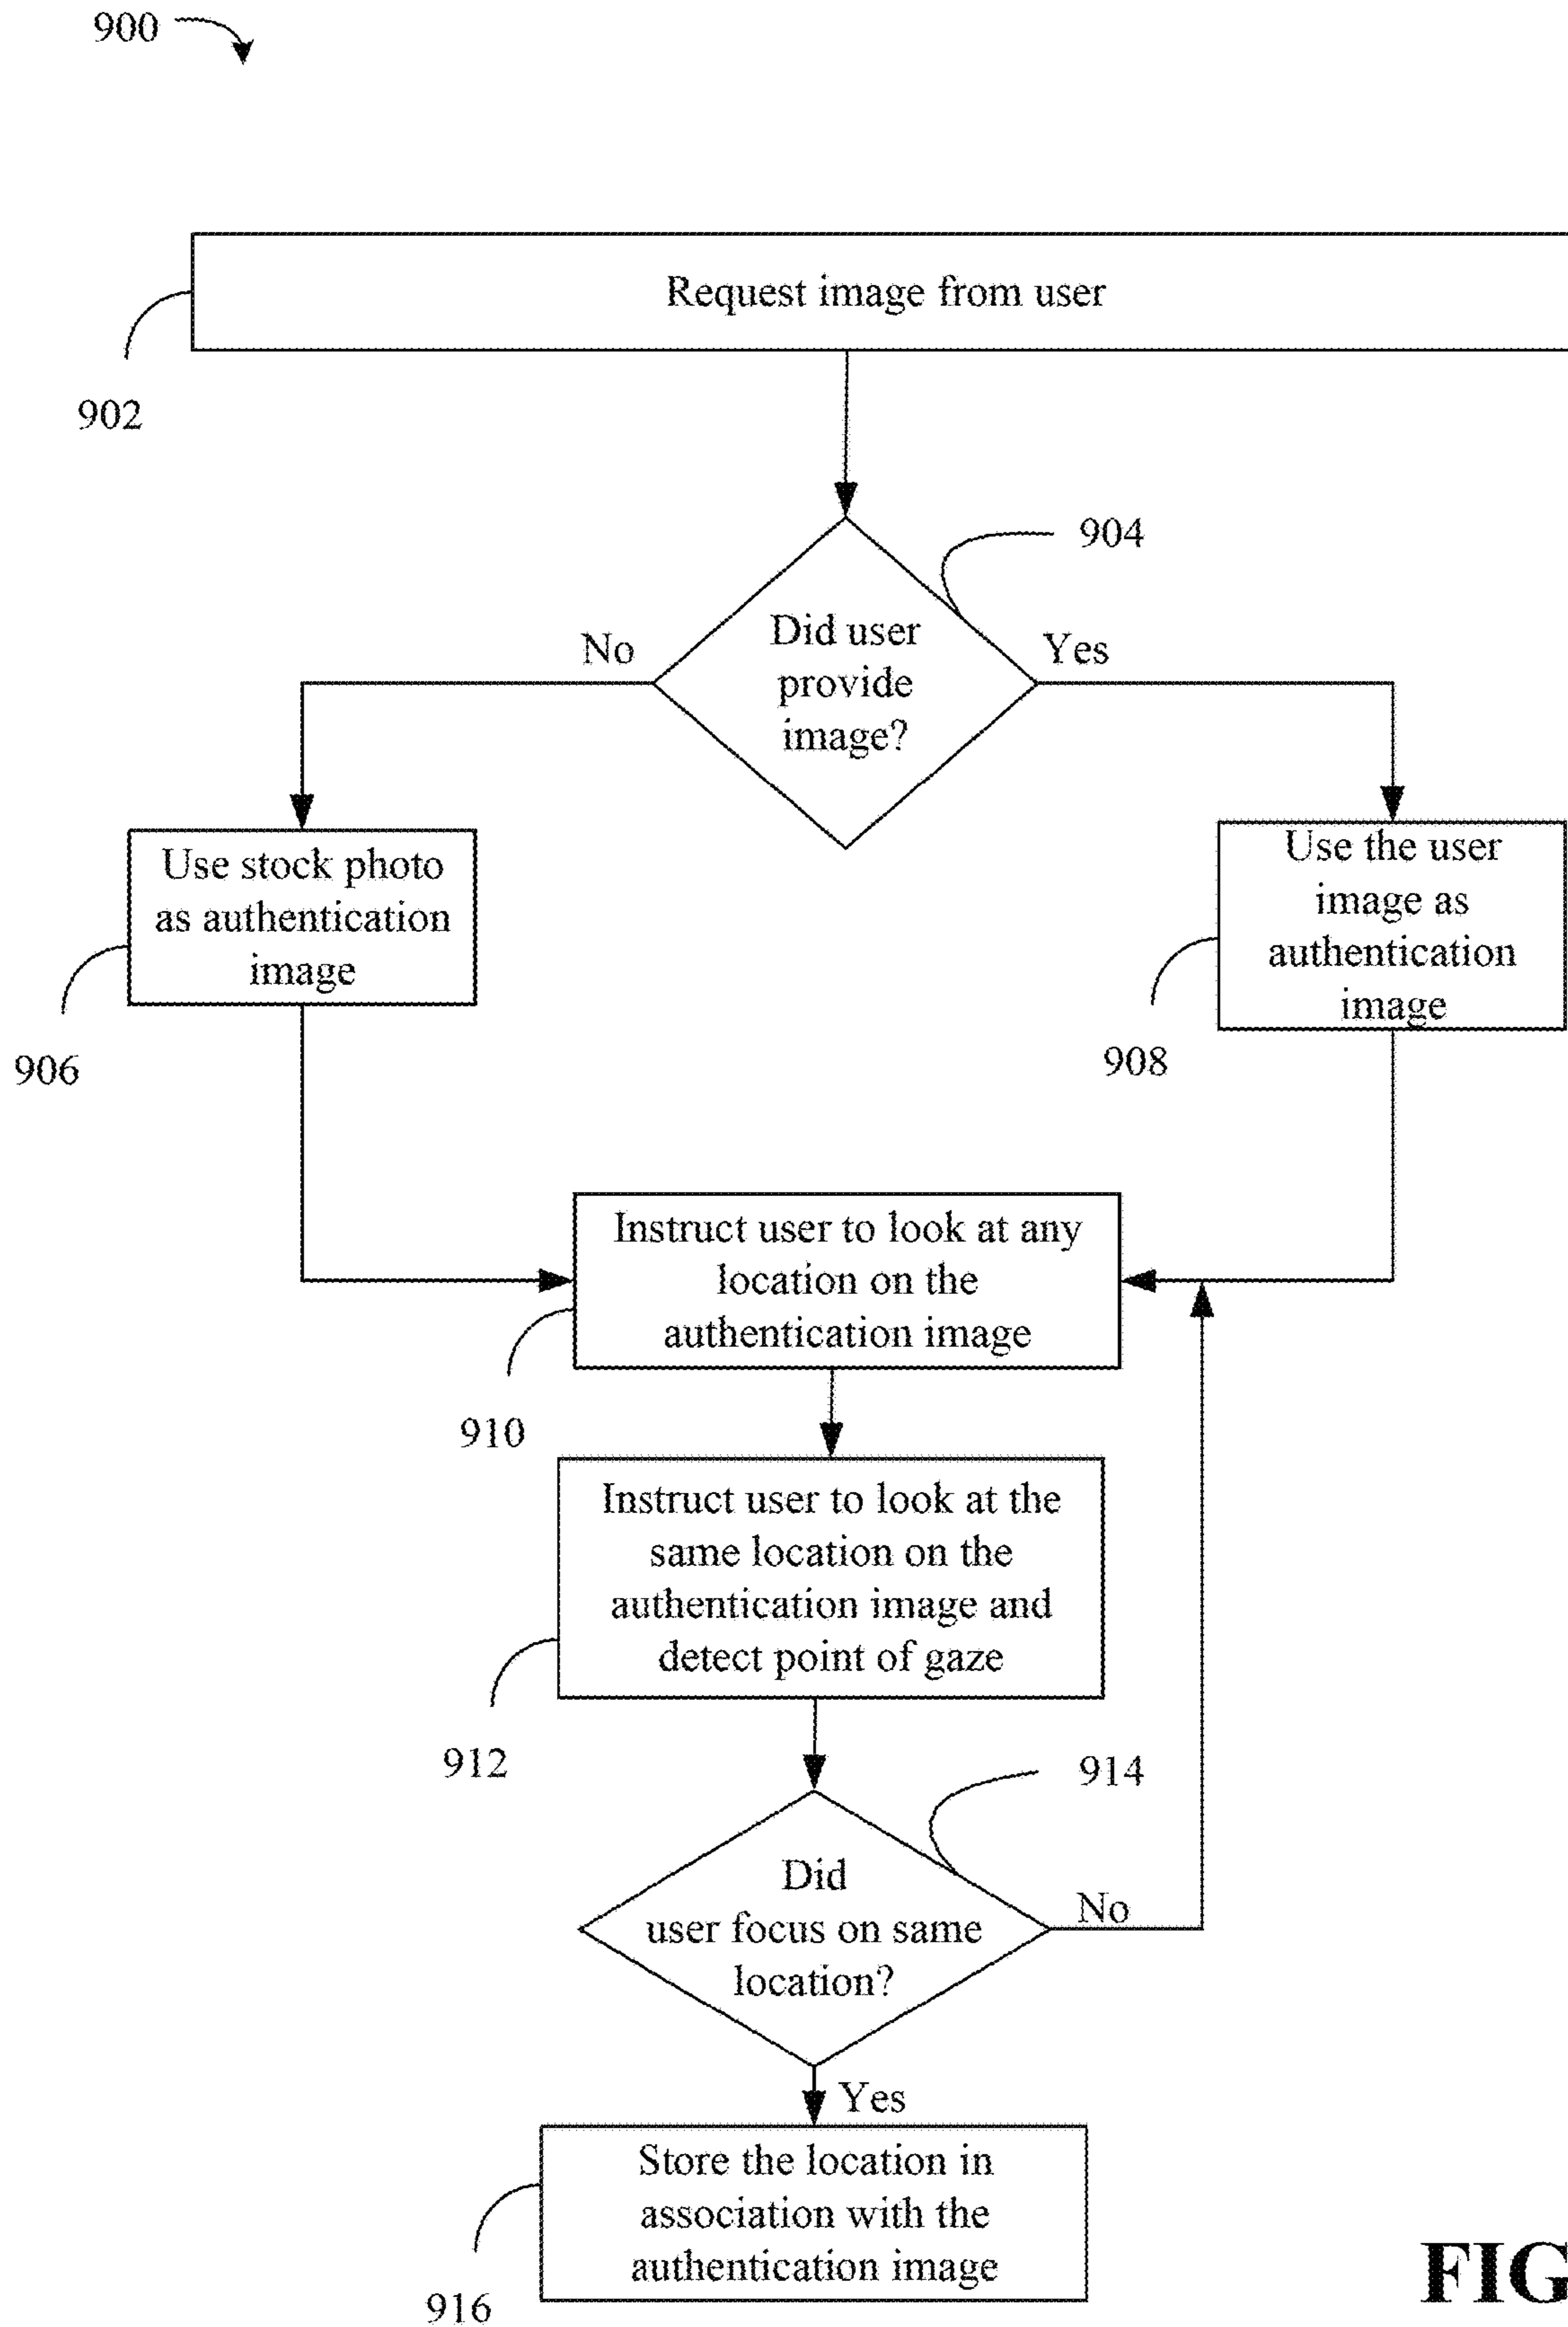 900
Request image from user
902
904
Did user
provide
image?
No
Yes
Use stock photo
as authentication
image
906
Use the user
image as
authentication
image
908
Instruct user to look at any
location on the
authentication image
910
Instruct user to look at the
same location on the
authentication image and
detect point of gaze
912
914
Did
user focus on same
location?
No
Yes
Store the location in
association with the
authentication image
916
FIG